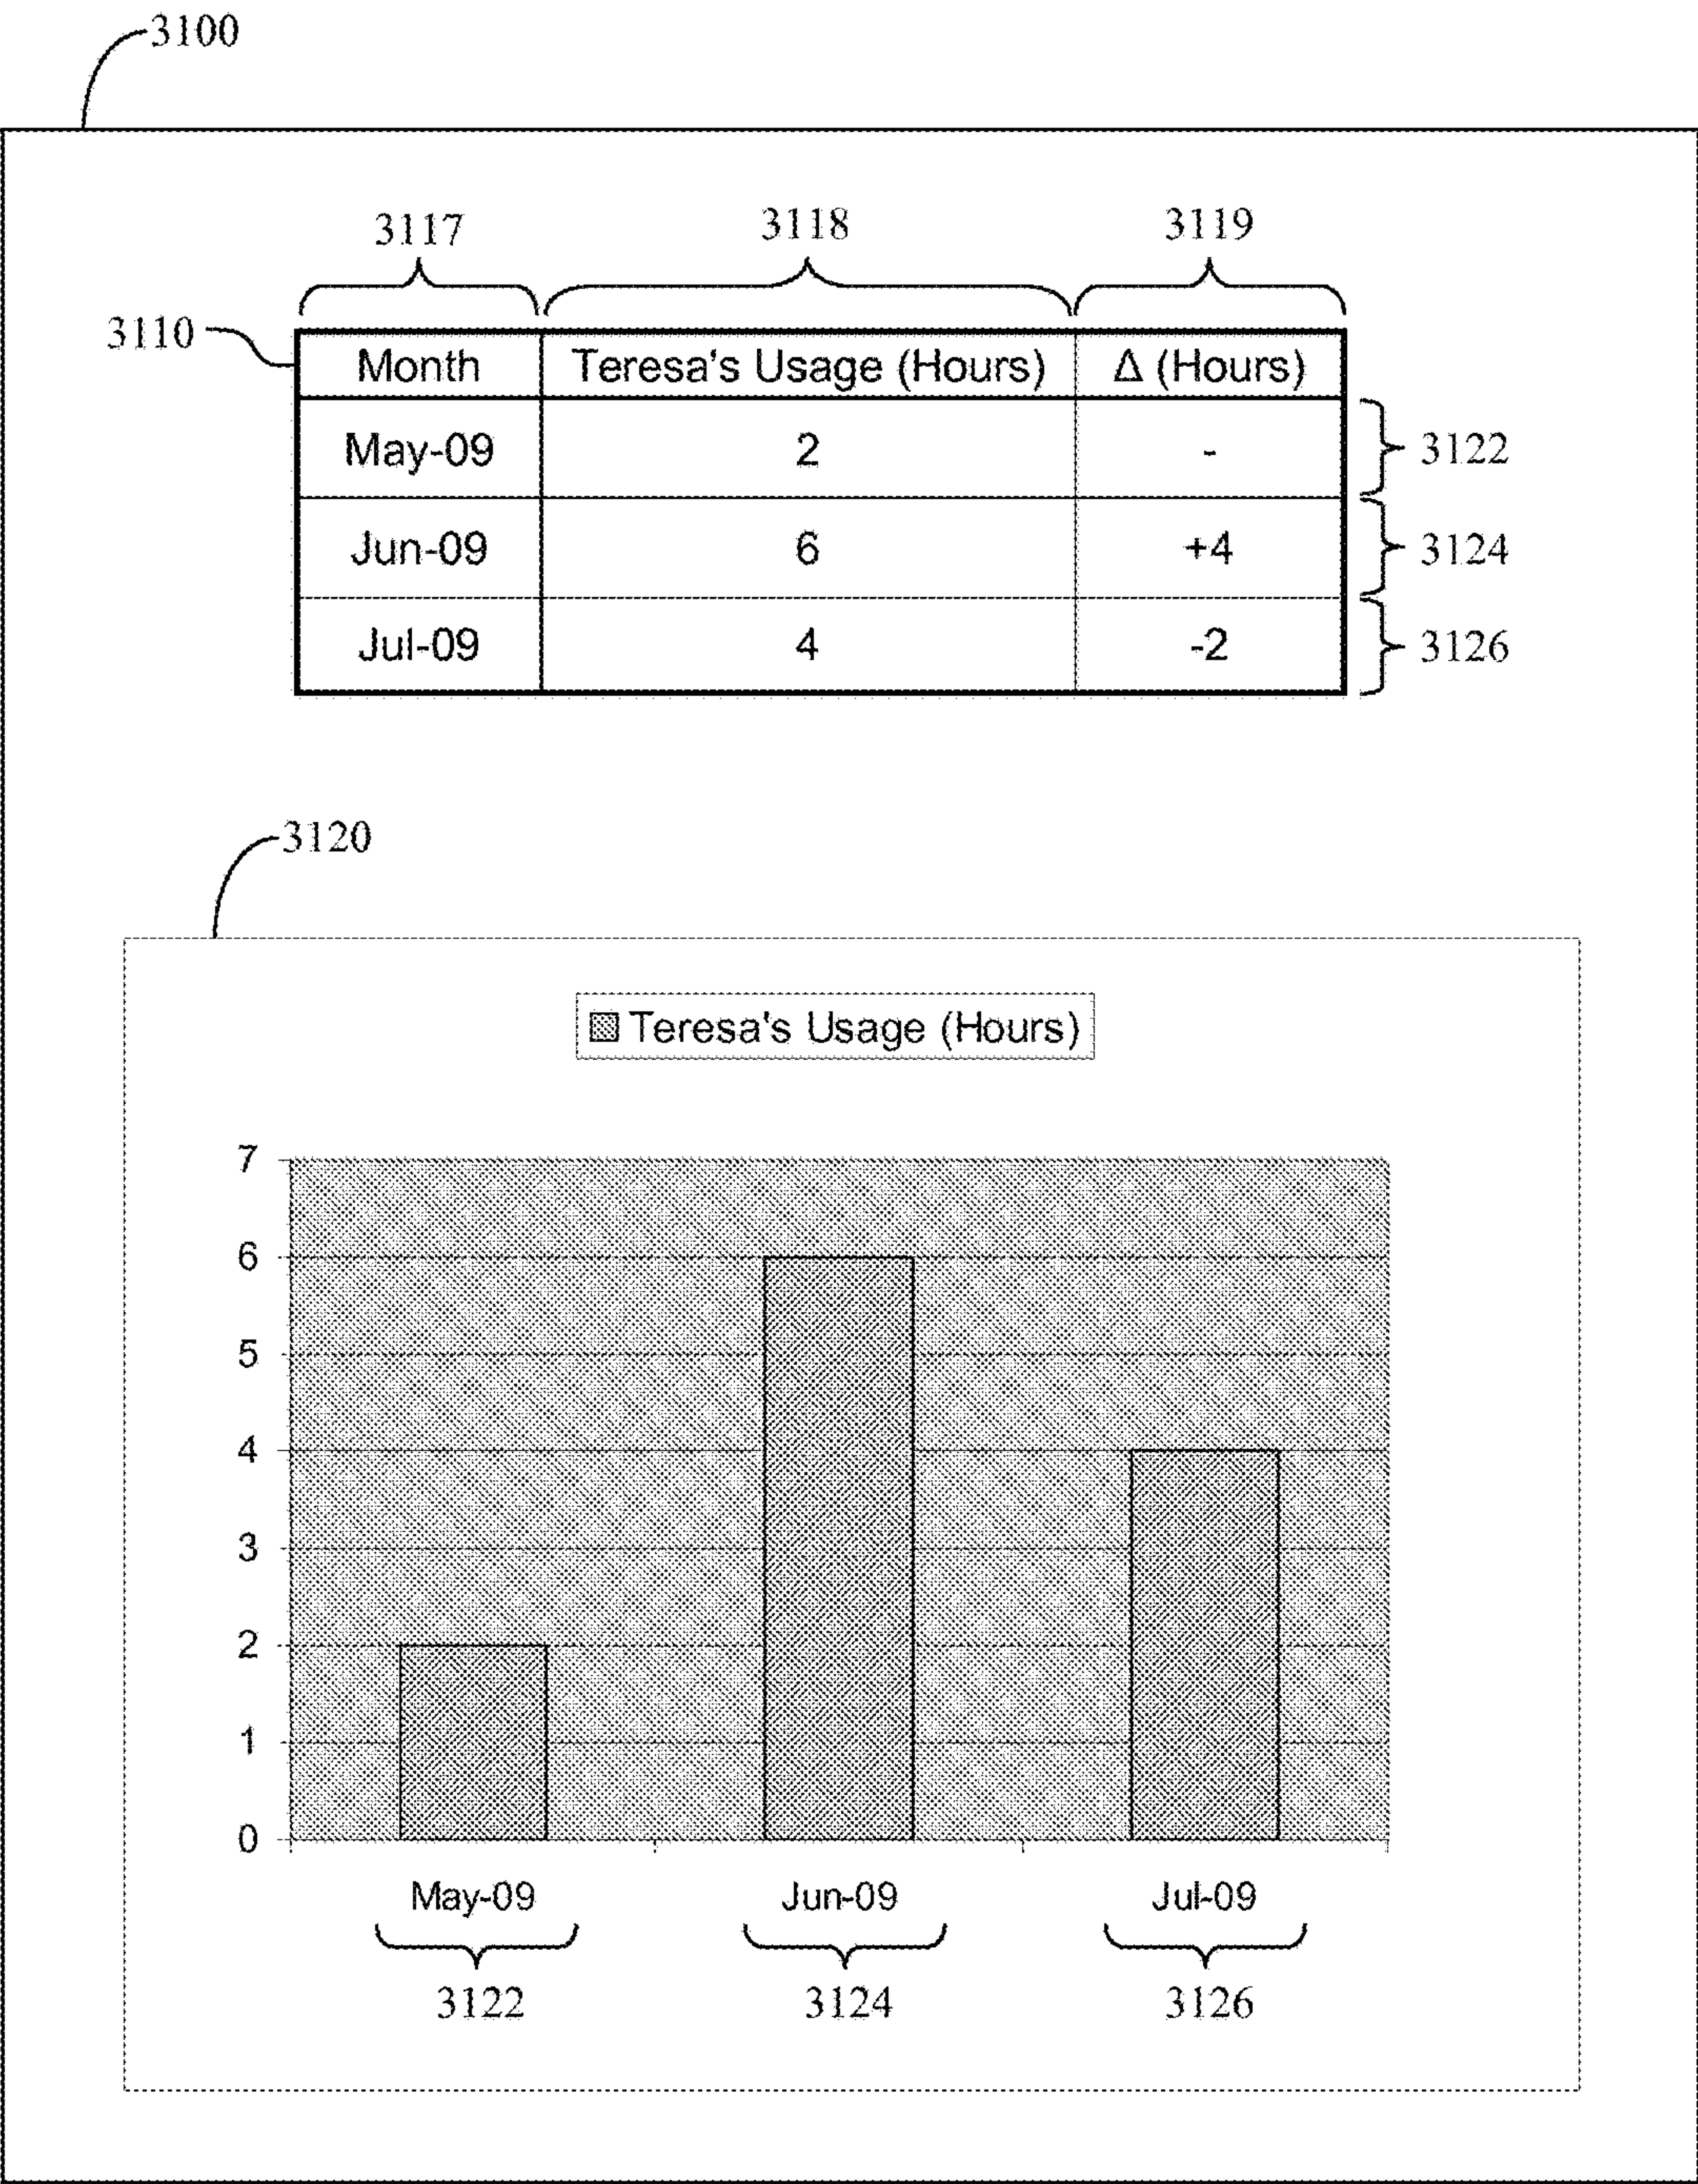 3100
3117 3118 3119
3110
Month Teresa's Usage (Hours) Δ (Hours)
May-09 2 - 3122
Jun-09 6 +4 3124
Jul-09 4 -2 3126
3120
Teresa's Usage (Hours)
7
6
5
4
3
2
1
0
May-09 Jun-09 Jul-09
3122 3124 3126